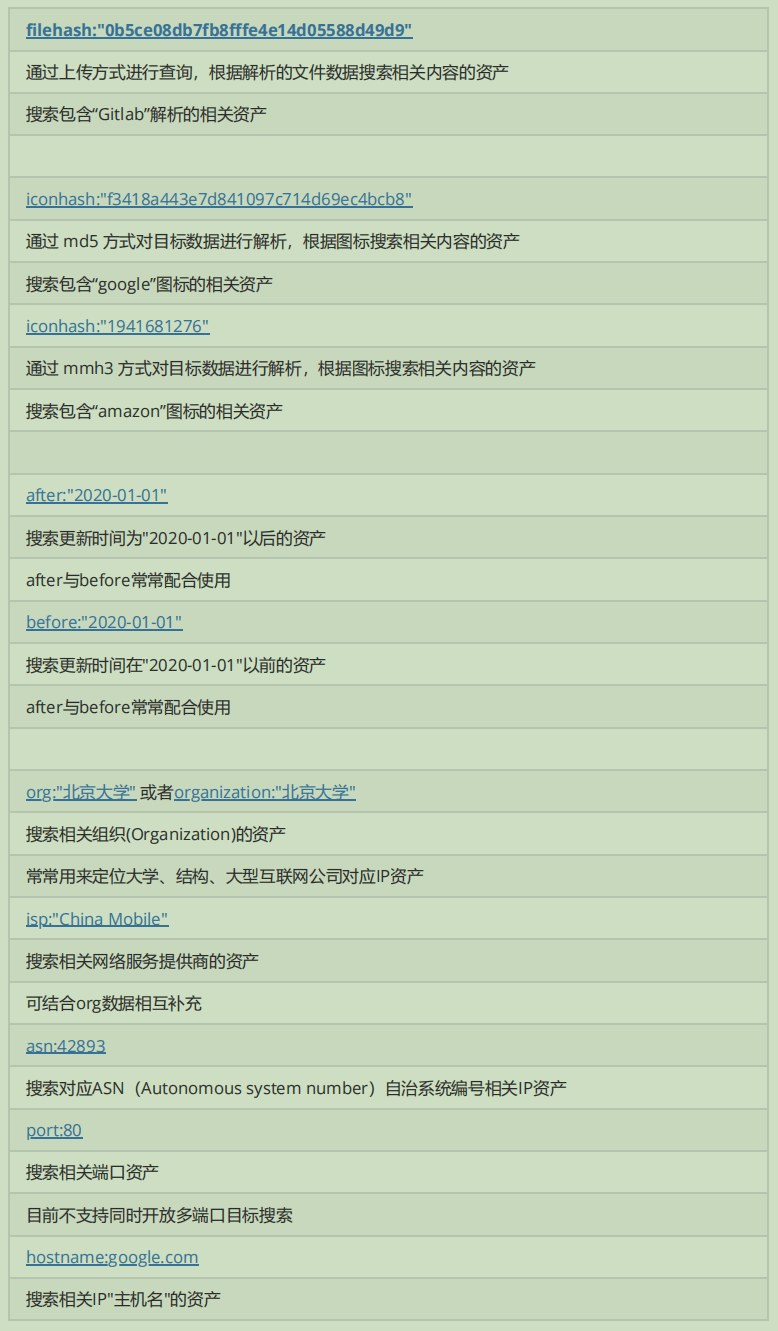 filehash:"0b5ce08db7fb8fffe4e14d05588d49d9"
通过上传方式进行查询，根据解析的文件数据搜索相关内容的资产
搜索包含“Gitlab”解析的相关资产
iconhash:"f3418a443e7d841097c714d69ec4bcb8"
通过 md5 方式对目标数据进行解析，根据图标搜索相关内容的资产
搜索包含“google”图标的相关资产
iconhash:"1941681276"
通过 mmh3 方式对目标数据进行解析，根据图标搜索相关内容的资产
搜索包含“amazon”图标的相关资产
after:"2020-01-01"
搜索更新时间为"2020-01-01"以后的资产
after与before常常配合使用
before:"2020-01-01"
搜索更新时间在"2020-01-01"以前的资产
after与before常常配合使用
org:"北京大学" 或者organization:"北京大学"
搜索相关组织(Organization)的资产
常常用来定位大学、结构、大型互联网公司对应IP资产
isp:"China Mobile"
搜索相关网络服务提供商的资产
可结合org数据相互补充
asn:42893
搜索对应ASN（Autonomous system number）自治系统编号相关IP资产
port:80
搜索相关端口资产
目前不支持同时开放多端口目标搜索
hostname:google.com
搜索相关IP"主机名"的资产